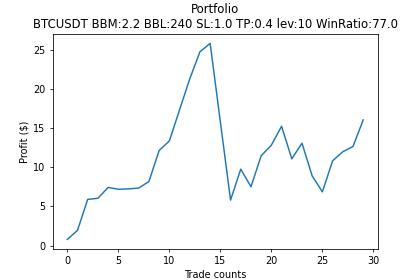 Portfolio
BTCUSDT BBM:2.2 BBL:240 SL:1.0 TP:0.4 lev:10 WinRatio:77.0
25
20
15
10
5
0
Profit ($)
0 5 10 15 20 25 30
Trade counts